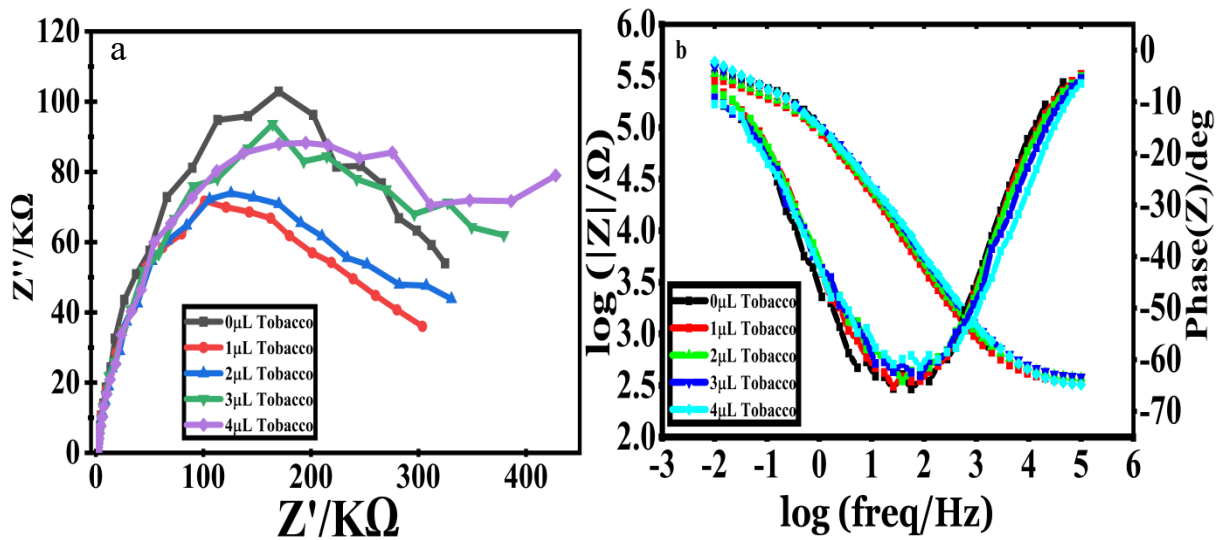 a
Z''/KΩ
120
100
80
60
40
20
0
0μL Tobacco
1μL Tobacco
2μL Tobacco
3μL Tobacco
4μL Tobacco
0 100 200 300 400
Z'/KΩ
b
log (|Z|/Ω)
6.0
5.5
5.0
4.5
4.0
3.5
3.0
2.5
2.0
0μL Tobacco
1μL Tobacco
2μL Tobacco
3μL Tobacco
4μL Tobacco
-3 -2 -1 0 1 2 3 4 5 6
log (freq/Hz)
0
-10
-20
-30
-40
-50
-60
-70
Phase(Z)/deg